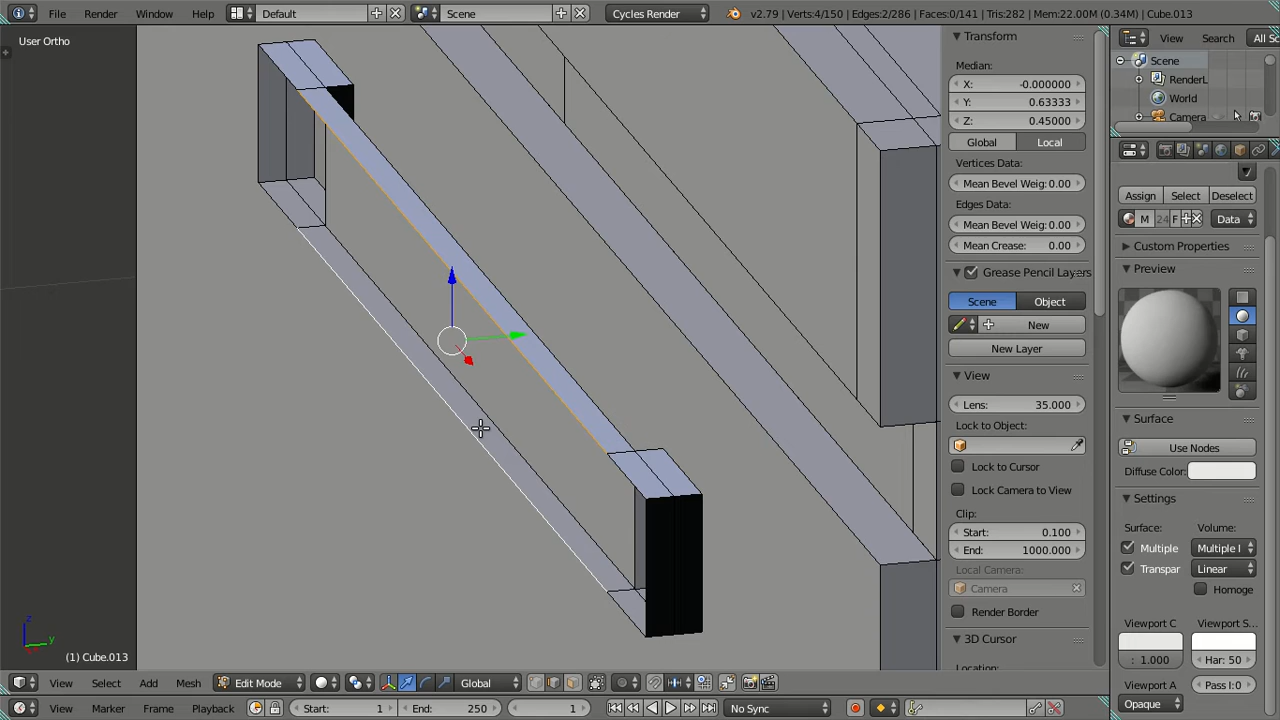 File Render Window Help Default Scene Cycles Render v2.79 | Verts:4/150 | Edges:2/286 | Faces:0/141 | Tris:282 | Mem:22.00M (0.34M) | Cube.013
User Ortho
Transform
Median:
X: -0.000000
Y: 0.63333
Z: 0.45000
Global Local
Vertices Data:
Mean Bevel Weig: 0.00
Edges Data:
Mean Bevel Weig: 0.00
Mean Crease: 0.00
Grease Pencil Layers
Scene Object
New
New Layer
View
Lens: 35.000
Lock to Object:
Lock to Cursor
Lock Camera to View
Clip:
Start: 0.100
End: 1000.000
Local Camera:
Camera
Render Border
3D Cursor
Location:
View Search All Sc
Scene
RenderL
World
Camera
Assign Select Deselect
M 24 F Data
Custom Properties
Preview
Surface
Use Nodes
Diffuse Color:
Settings
Surface: Volume:
Multiple Multiple I
Transpar Linear
Homoge
Viewport C Viewport S...
: 1.000 Har: 50
Viewport A Pass I:0
Opaque
z
y
(1) Cube.013
View Select Add Mesh Edit Mode Global
View Marker Frame Playback Start: 1 End: 250 1 No Sync